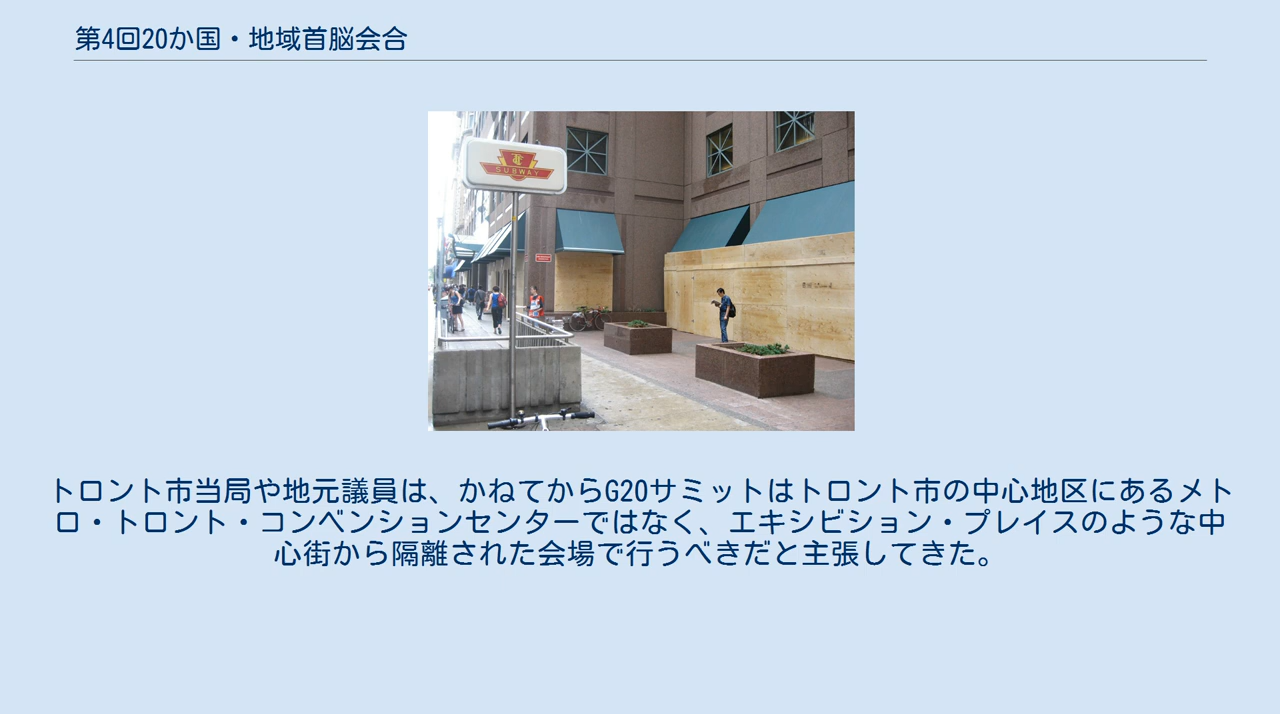 第4回20か国・地域首脳会合
SUBWAY
トロント市当局や地元議員は、かねてからG20サミットはトロント市の中心地区にあるメト
ロ・トロント・コンベンションセンターではなく、エキシビション・プレイスのような中
心街から隔離された会場で行うべきだと主張してきた。